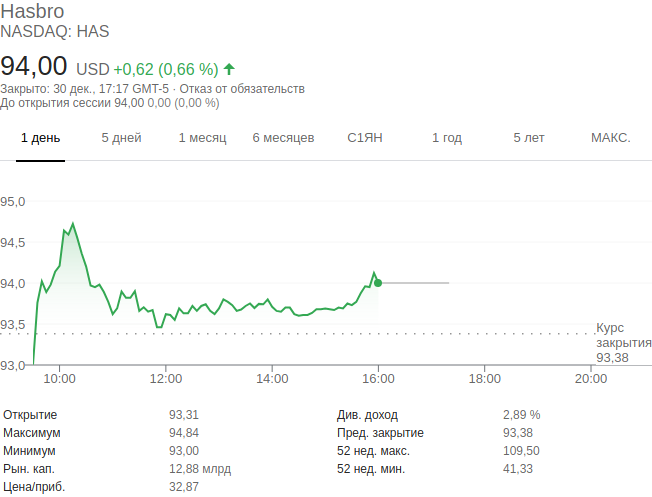 Hasbro
NASDAQ: HAS
94,00 USD +0,62 (0,66 %)
Закрыто: 30 дек., 17:17 GMT-5 · Отказ от обязательств
До открытия сессии 94,00 0,00 (0,00 %)
1 день 5 дней 1 месяц 6 месяцев С1ЯН 1 год 5 лет МАКС.
95,0
94,5
94,0
93,5
Курс
закрытия
93,38
93,0
10:00 12:00 14:00 16:00 18:00 20:00
Открытие 93,31 Див. доход 2,89 %
Максимум 94,84 Пред. закрытие 93,38
Минимум 93,00 52 нед. макс. 109,50
Рын. кап. 12,88 млрд 52 нед. мин. 41,33
Цена/приб. 32,87